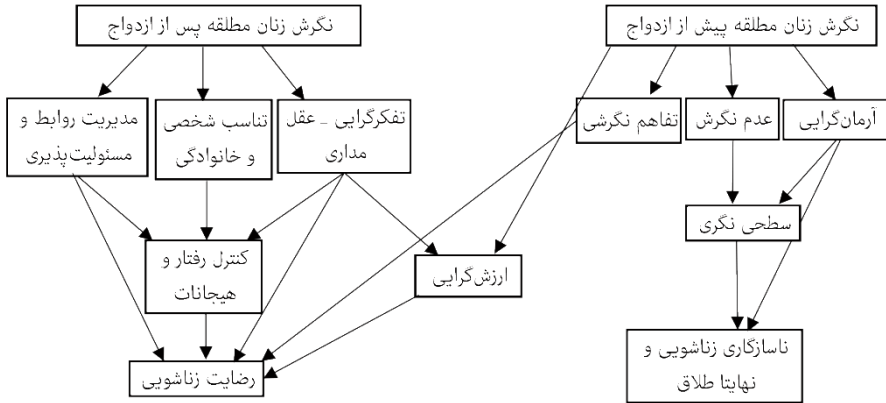 نگرش زنان مطلقه پیش از ازدواج
نگرش زنان مطلقه پس از ازدواج
آرمان‌گرایی
عدم نگرش
تفاهم نگرشی
تفکرگرایی _ عقل
مداری
تناسب شخصی
و خانوادگی
مدیریت روابط و
مسئولیت‌پذیری
سطحی نگری
ارزش‌گرایی
کنترل رفتار و
هیجانات
ناسازگاری زناشویی و
نهایتا طلاق
رضایت زناشویی